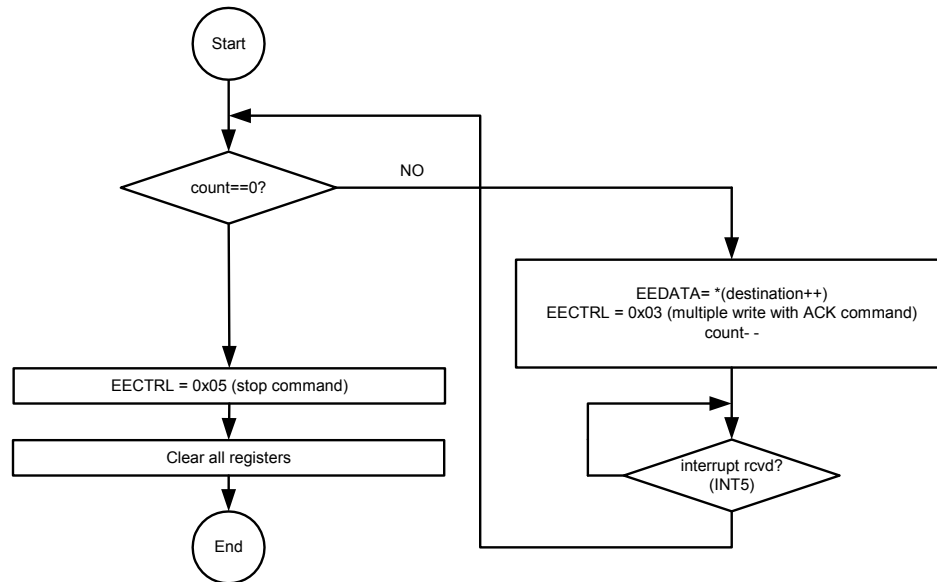 Start
count==0?
NO
EEDATA= *(destination++)
EECTRL = 0x03 (multiple write with ACK command)
count- -
EECTRL = 0x05 (stop command)
Clear all registers
interrupt rcvd?
(INT5)
End